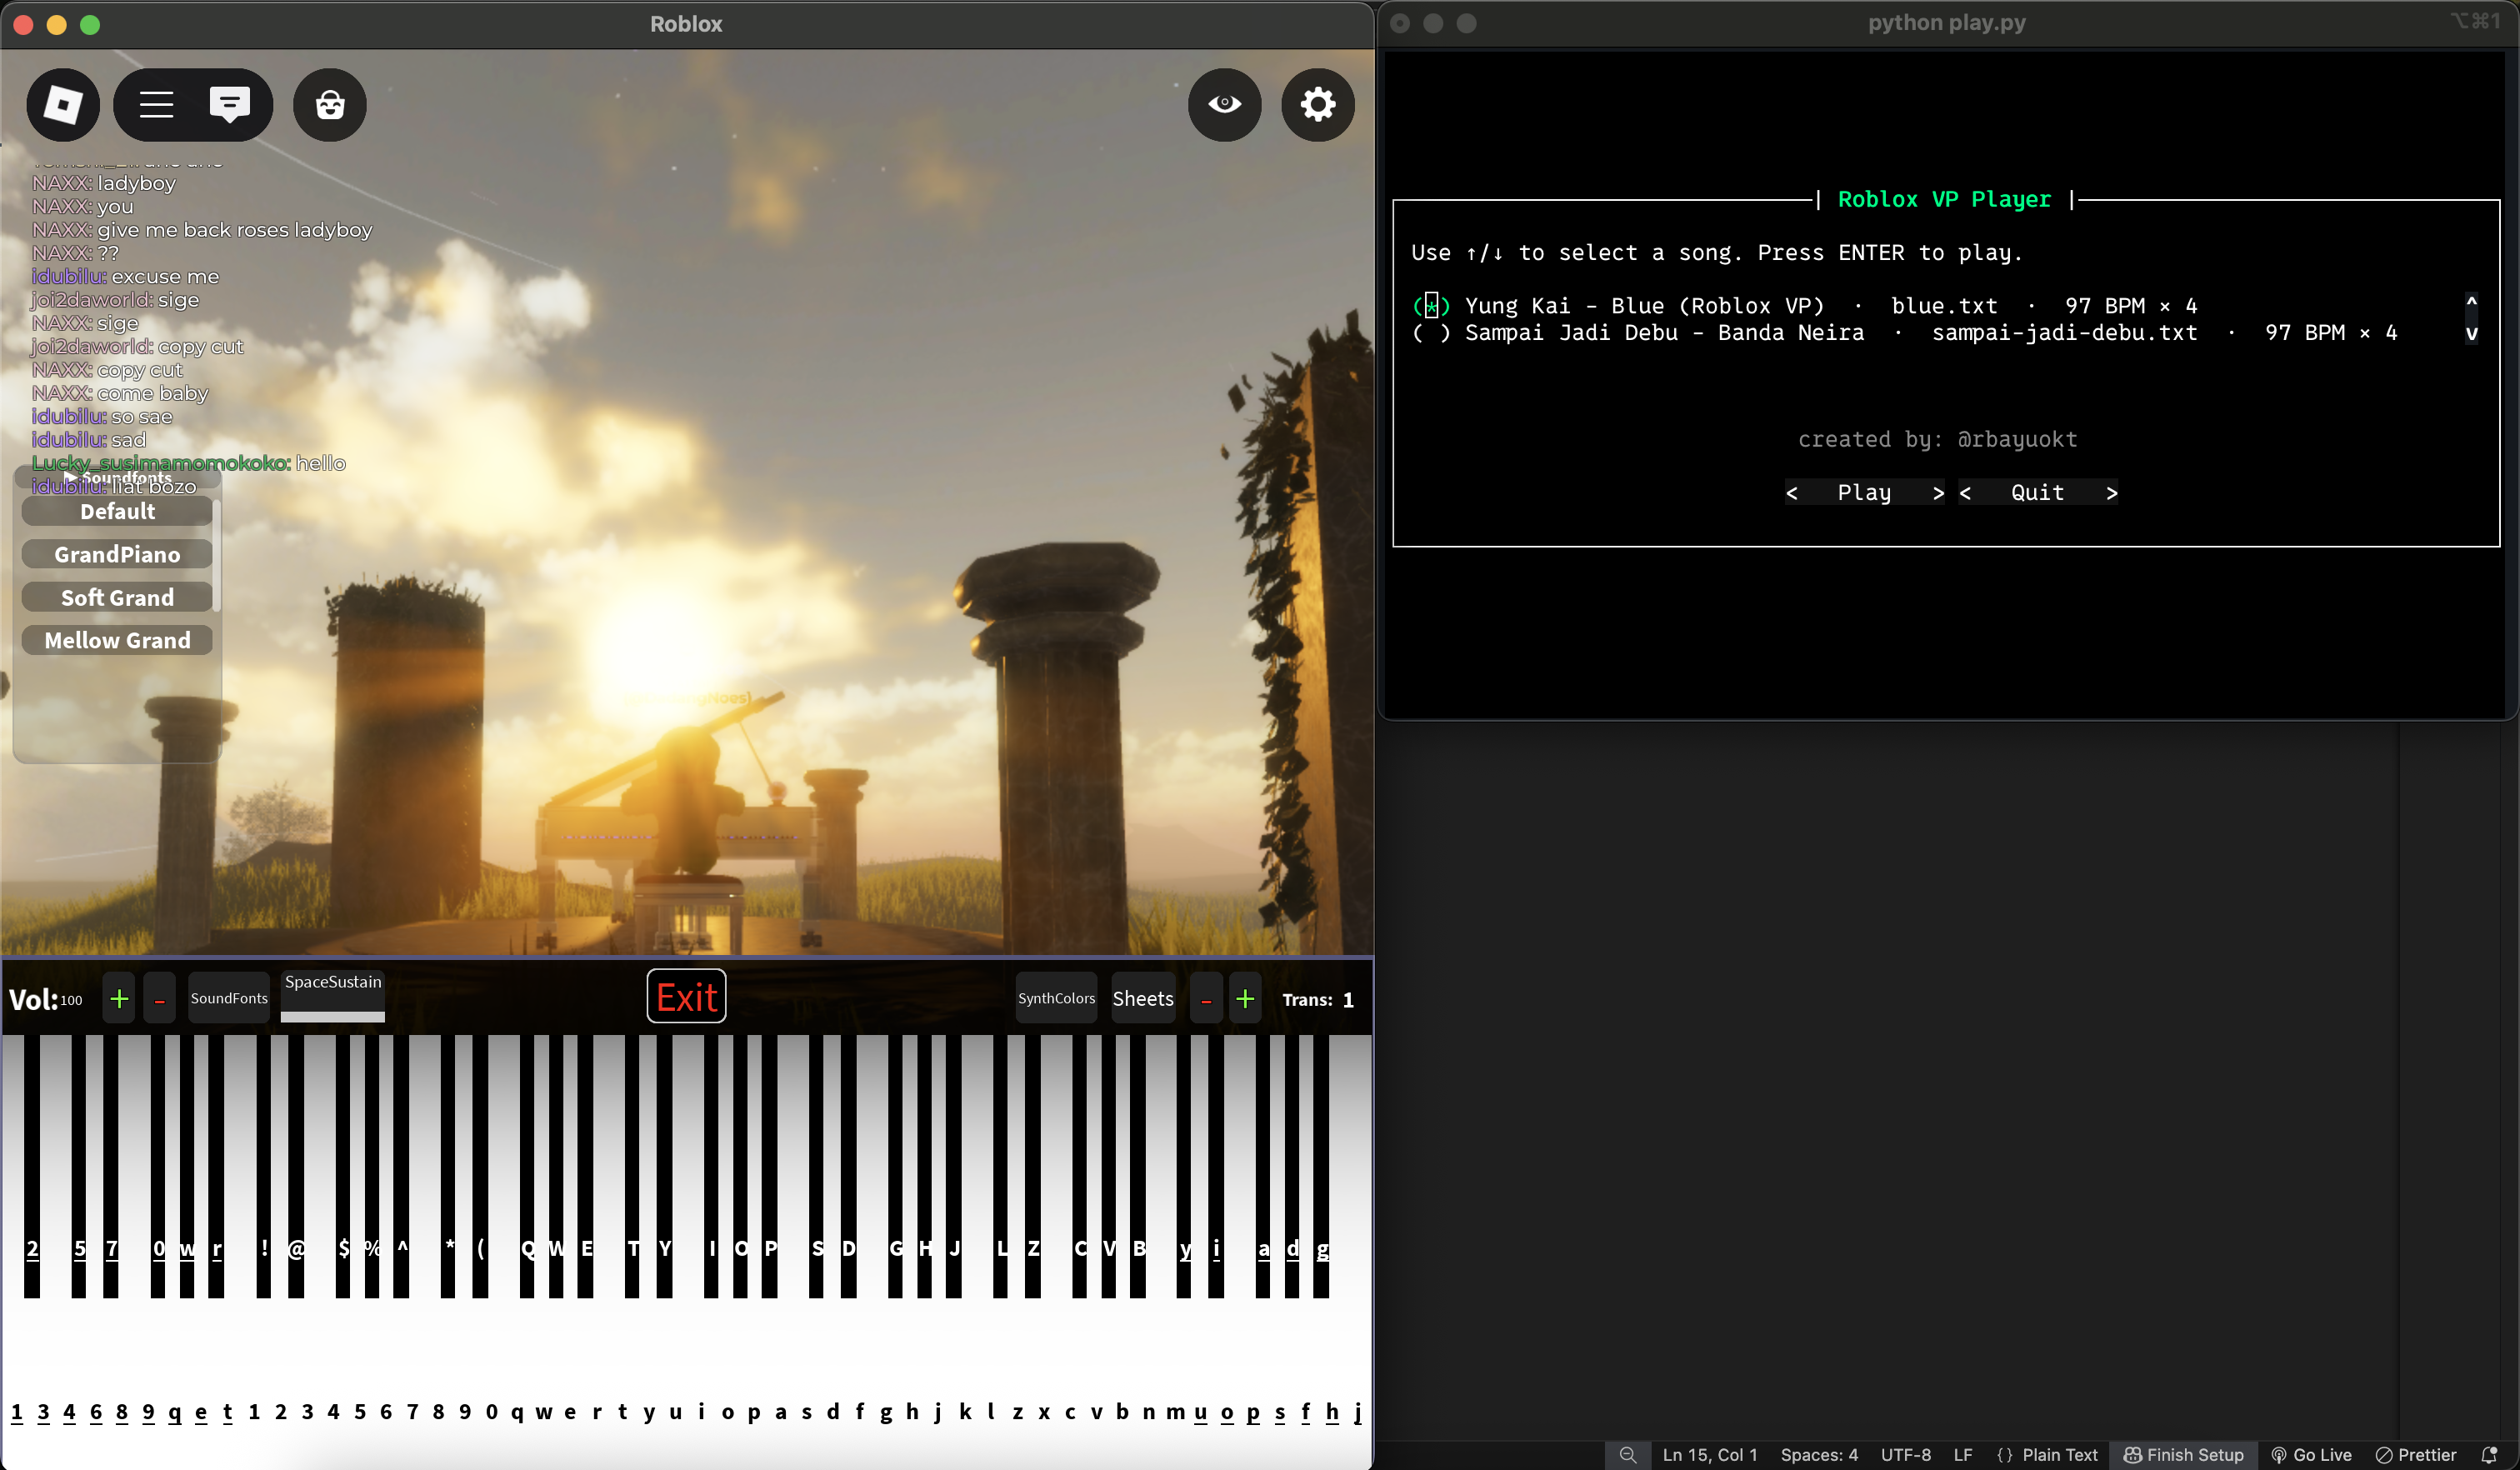 Roblox
NAXX: ladyboy
NAXX: you
NAXX: give me back roses ladyboy
NAXX: ??
idubilu: excuse me
joi2daworld: sige
NAXX: sige
joi2daworld: copy cut
NAXX: copy cut
NAXX: come baby
idubilu: so sae
idubilu: sad
Lucky_susimamomokoko: hello
idubilu: liat bozo
Soundfonts
Default
GrandPiano
Soft Grand
Mellow Grand
Vol:100 + - SoundFonts SpaceSustain Exit SynthColors Sheets - + Trans: 1
2 5 7 0 w r ! @ $ % ^ * ( Q W E T Y I O P S D G H J L Z C V B y i a d g
1 3 4 6 8 9 q e t 1 2 3 4 5 6 7 8 9 0 q w e r t y u i o p a s d f g h j k l z x c v b n m u o p s f h j
python play.py ⌥⌘1
| Roblox VP Player |
Use ↑/↓ to select a song. Press ENTER to play.
(*) Yung Kai - Blue (Roblox VP) · blue.txt · 97 BPM × 4 ^
( ) Sampai Jadi Debu - Banda Neira · sampai-jadi-debu.txt · 97 BPM × 4 v
created by: @rbayuokt
< Play > < Quit >
Ln 15, Col 1 Spaces: 4 UTF-8 LF {} Plain Text Finish Setup Go Live Prettier